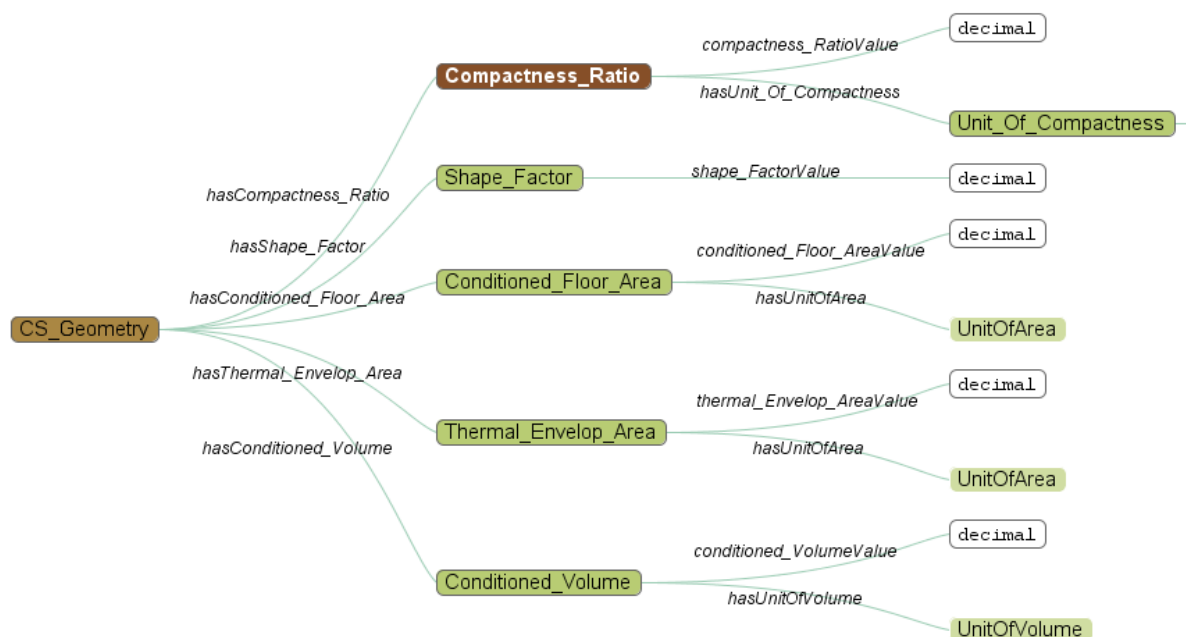 decimal
compactness_RatioValue
Compactness_Ratio
hasUnit_Of_Compactness
Unit_Of_Compactness
hasCompactness_Ratio
Shape_Factor
shape_FactorValue
decimal
hasShape_Factor
decimal
conditioned_Floor_AreaValue
Conditioned_Floor_Area
hasConditioned_Floor_Area
hasUnitOfArea
UnitOfArea
CS_Geometry
hasThermal_Envelop_Area
decimal
thermal_Envelop_AreaValue
Thermal_Envelop_Area
hasUnitOfArea
UnitOfArea
hasConditioned_Volume
decimal
conditioned_VolumeValue
Conditioned_Volume
hasUnitOfVolume
UnitOfVolume